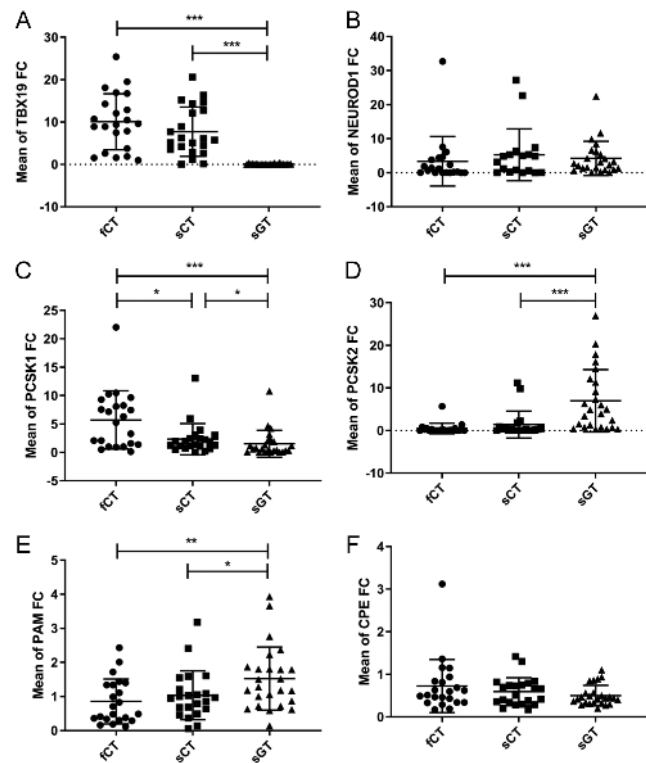 A
Mean of TBX19 FC
30
20
10
0
-10
***
***
fCT
sCT
sGT
B
Mean of NEUROD1 FC
40
30
20
10
0
-10
fCT
sCT
sGT
C
Mean of PCSK1 FC
25
20
15
10
5
0
-5
***
*
*
fCT
sCT
sGT
D
Mean of PCSK2 FC
30
20
10
0
-10
***
***
fCT
sCT
sGT
E
Mean of PAM FC
5
4
3
2
1
0
**
*
fCT
sCT
sGT
F
Mean of CPE FC
4
3
2
1
0
fCT
sCT
sGT